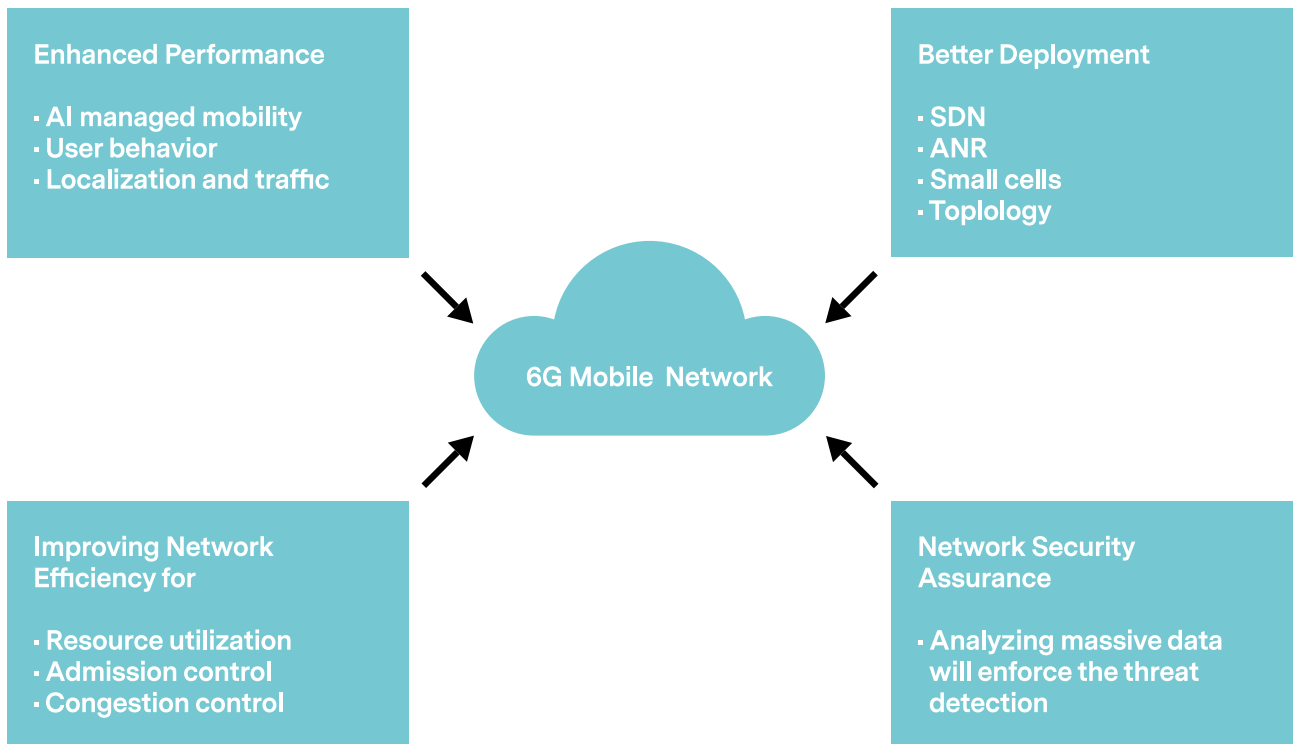 Enhanced Performance
· AI managed mobility
· User behavior
· Localization and traffic
Better Deployment
· SDN
· ANR
· Small cells
· Toplology
6G Mobile Network
Improving Network
Efficiency for
· Resource utilization
· Admission control
· Congestion control
Network Security
Assurance
· Analyzing massive data
will enforce the threat
detection